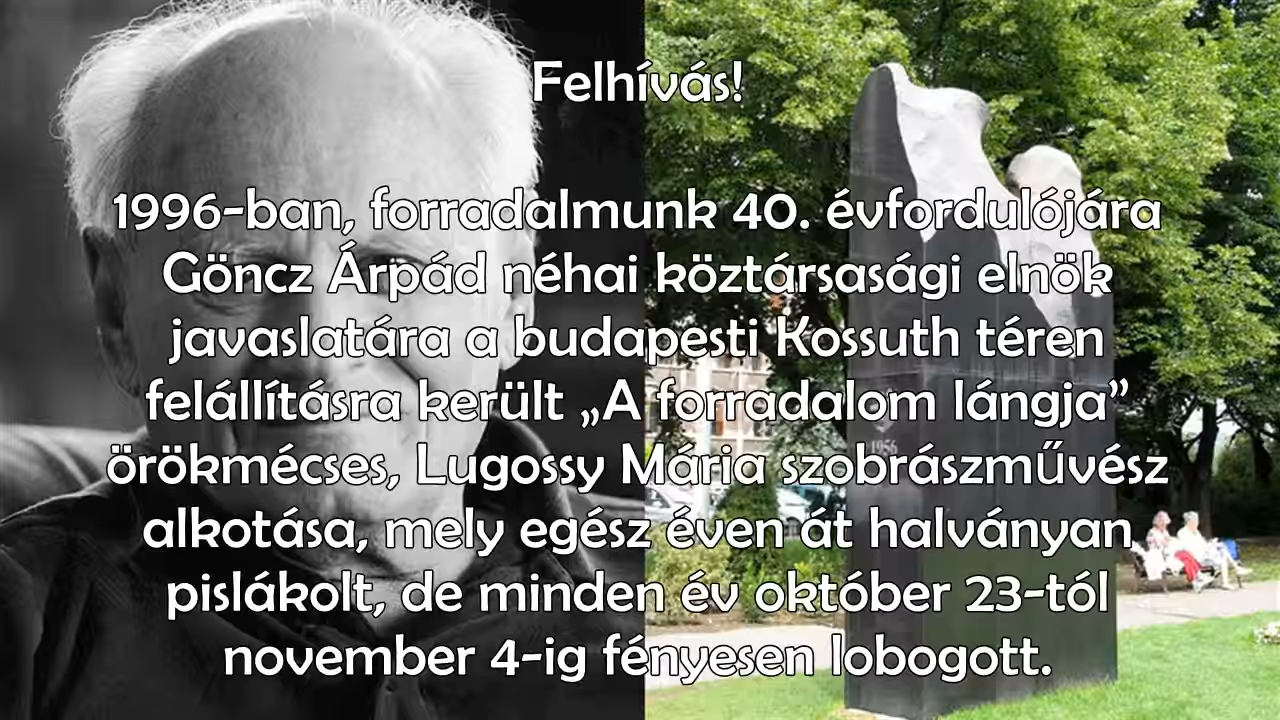 Felhívás!
1996-ban, forradalmunk 40. évfordulójára
Göncz Árpád néhai köztársasági elnök
javaslatára a budapesti Kossuth téren
felállításra került „A forradalom lángja”
örökmécses, Lugossy Mária szobrászművész
alkotása, mely egész éven át halványan
pislákolt, de minden év október 23-tól
november 4-ig fényesen lobogott.
1956